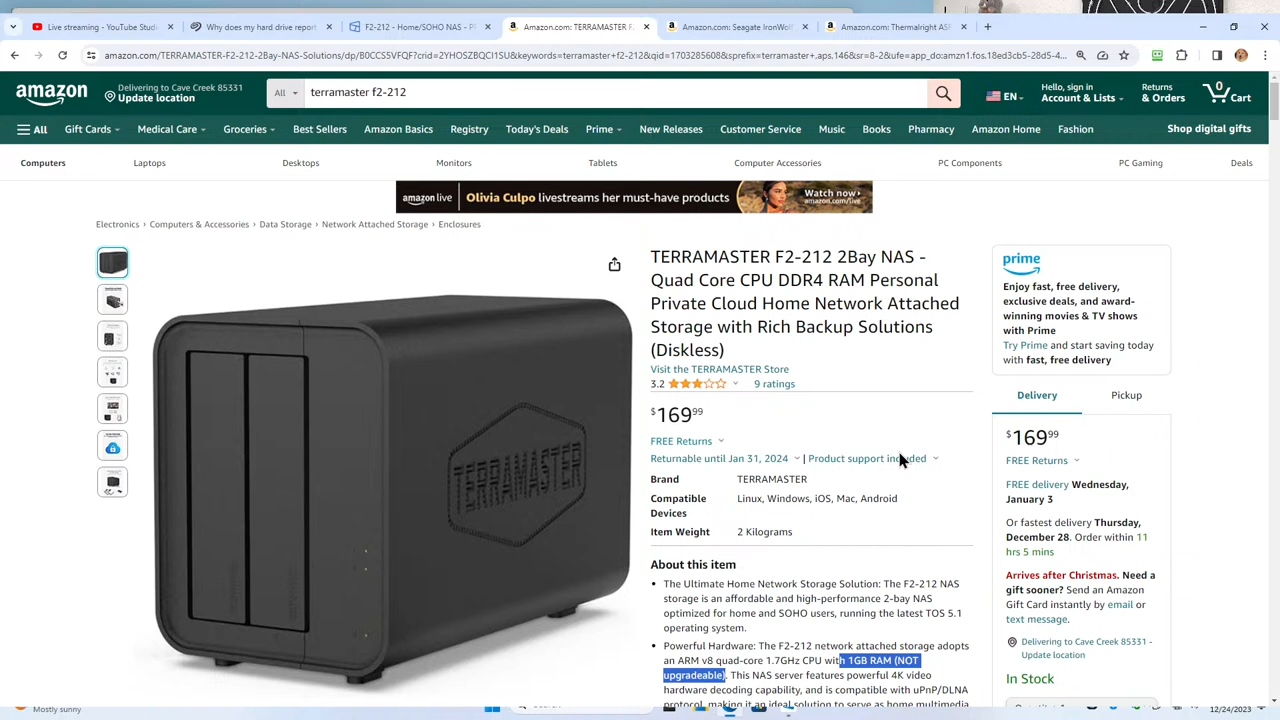 Live streaming - YouTube Studi
Why does my hard drive report
F2-212 - Home/SOHO NAS - P
Amazon.com: TERRAMASTER F
Amazon.com: Seagate IronWolf
Amazon.com: Thermalright AS
amazon.com/TERRAMASTER-F2-212-2Bay-NAS-Solutions/dp/B0CCS5VFQF?crid=2YHOSZBQCI1SU&keywords=terramaster+f2-212&qid=1703285608&sprefix=terramaster+,aps,146&sr=8-2&ufe=app_do:amzn1.fos.18ed3cb5-28d5-4...
amazon
Delivering to Cave Creek 85331
Update location
All
terramaster f2-212
EN
Hello, sign in
Account & Lists
Returns
& Orders
0
Cart
All
Gift Cards
Medical Care
Groceries
Best Sellers
Amazon Basics
Registry
Today's Deals
Prime
New Releases
Customer Service
Music
Books
Pharmacy
Amazon Home
Fashion
Shop digital gifts
Computers
Laptops
Desktops
Monitors
Tablets
Computer Accessories
PC Components
PC Gaming
Deals
amazon live
Olivia Culpo livestreams her must-have products
Watch now›
amazon.com/live
Electronics › Computers & Accessories › Data Storage › Network Attached Storage › Enclosures
TERRAMASTER
TERRAMASTER F2-212 2Bay NAS -
Quad Core CPU DDR4 RAM Personal
Private Cloud Home Network Attached
Storage with Rich Backup Solutions
(Diskless)
Visit the TERRAMASTER Store
3.2
9 ratings
$16999
FREE Returns
Returnable until Jan 31, 2024 | Product support included
Brand TERRAMASTER
Compatible Linux, Windows, iOS, Mac, Android
Devices
Item Weight 2 Kilograms
About this item
• The Ultimate Home Network Storage Solution: The F2-212 NAS
storage is an affordable and high-performance 2-bay NAS
optimized for home and SOHO users, running the latest TOS 5.1
operating system.
• Powerful Hardware: The F2-212 network attached storage adopts
an ARM v8 quad-core 1.7GHz CPU with 1GB RAM (NOT
upgradeable). This NAS server features powerful 4K video
hardware decoding capability, and is compatible with uPnP/DLNA
protocol, making it an ideal solution to serve as home multimedia
prime
Enjoy fast, free delivery,
exclusive deals, and award-
winning movies & TV shows
with Prime
Try Prime and start saving today
with fast, free delivery
Delivery
Pickup
$16999
FREE Returns
FREE delivery Wednesday,
January 3
Or fastest delivery Thursday,
December 28. Order within 11
hrs 5 mins
Arrives after Christmas. Need a
gift sooner? Send an Amazon
Gift Card instantly by email or
text message.
Delivering to Cave Creek 85331 -
Update location
In Stock
Mostly sunny
12/24/2023